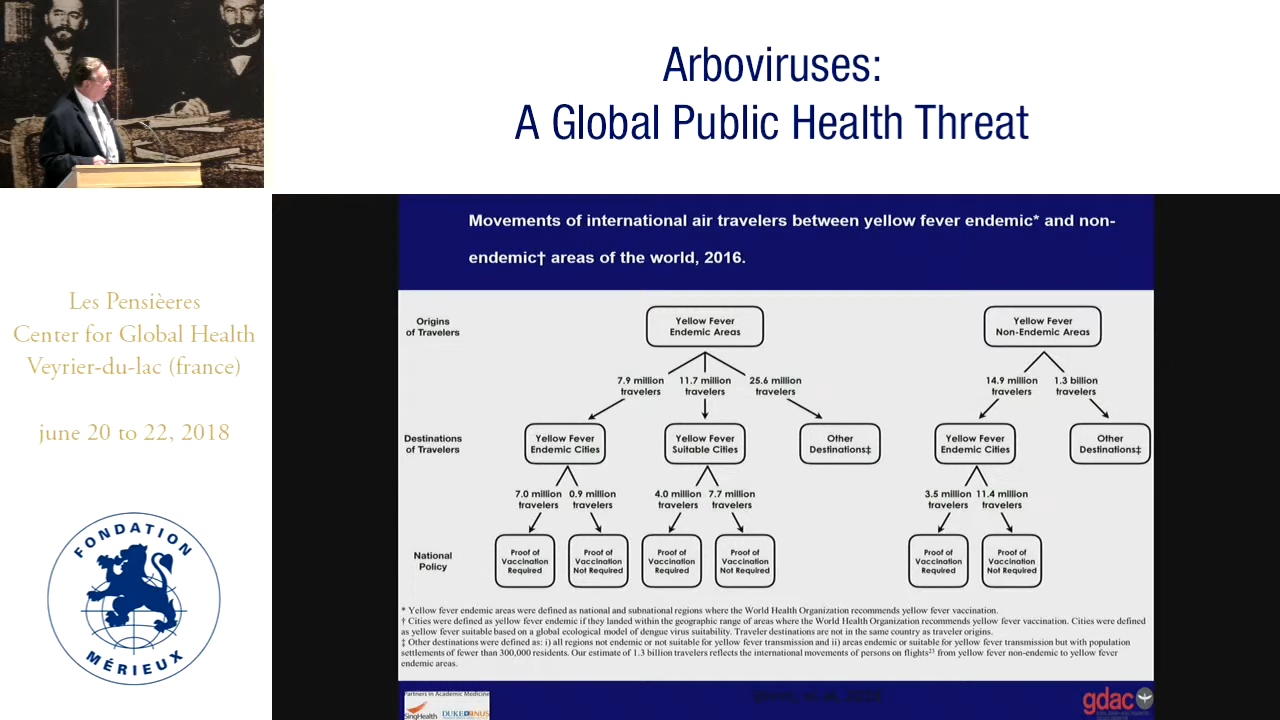 Arboviruses:
A Global Public Health Threat
Les Pensièeres
Center for Global Health
Veyrier-du-lac (france)
june 20 to 22, 2018
FONDATION
MÉRIEUX
Movements of international air travelers between yellow fever endemic* and non-
endemic† areas of the world, 2016.
Origins
of Travelers
Yellow Fever
Endemic Areas
Yellow Fever
Non-Endemic Areas
7.9 million
travelers
11.7 million
travelers
25.6 million
travelers
14.9 million
travelers
1.3 billion
travelers
Destinations
of Travelers
Yellow Fever
Endemic Cities
Yellow Fever
Suitable Cities
Other
Destinations‡
Yellow Fever
Endemic Cities
Other
Destinations‡
7.0 million
travelers
0.9 million
travelers
4.0 million
travelers
7.7 million
travelers
3.5 million
travelers
11.4 million
travelers
National
Policy
Proof of
Vaccination
Required
Proof of
Vaccination
Not Required
Proof of
Vaccination
Required
Proof of
Vaccination
Not Required
Proof of
Vaccination
Required
Proof of
Vaccination
Not Required
* Yellow fever endemic areas were defined as national and subnational regions where the World Health Organization recommends yellow fever vaccination.
† Cities were defined as yellow fever endemic if they landed within the geographic range of areas where the World Health Organization recommends yellow fever vaccination. Cities were defined
as yellow fever suitable based on a global ecological model of dengue virus suitability. Traveler destinations are not in the same country as traveler origins.
‡ Other destinations were defined as: i) all regions not endemic or not suitable for yellow fever transmission and ii) areas endemic or suitable for yellow fever transmission but with population
settlements of fewer than 300,000 residents. Our estimate of 1.3 billion travelers reflects the international movements of persons on flights²³ from yellow fever non-endemic to yellow fever
endemic areas.
Partners in Academic Medicine
SingHealth
DUKE NUS
gdac